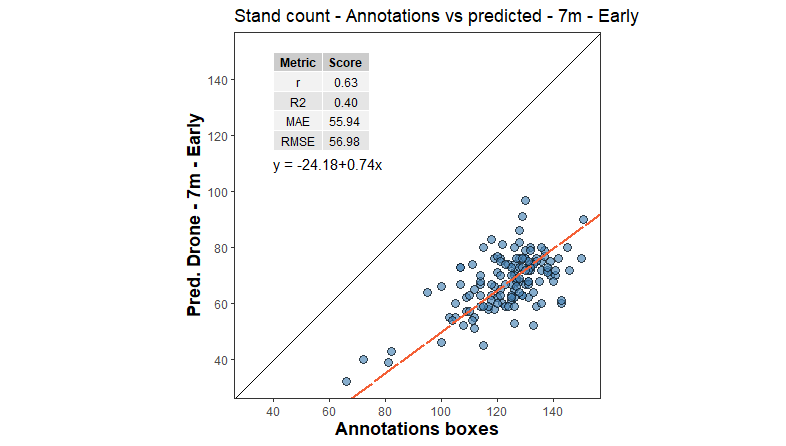 Stand count - Annotations vs predicted - 7m - Early
Metric Score
r 0.63
R2 0.40
MAE 55.94
RMSE 56.98
y = -24.18+0.74x
140
120
100
80
60
40
Pred. Drone - 7m - Early
40 60 80 100 120 140
Annotations boxes